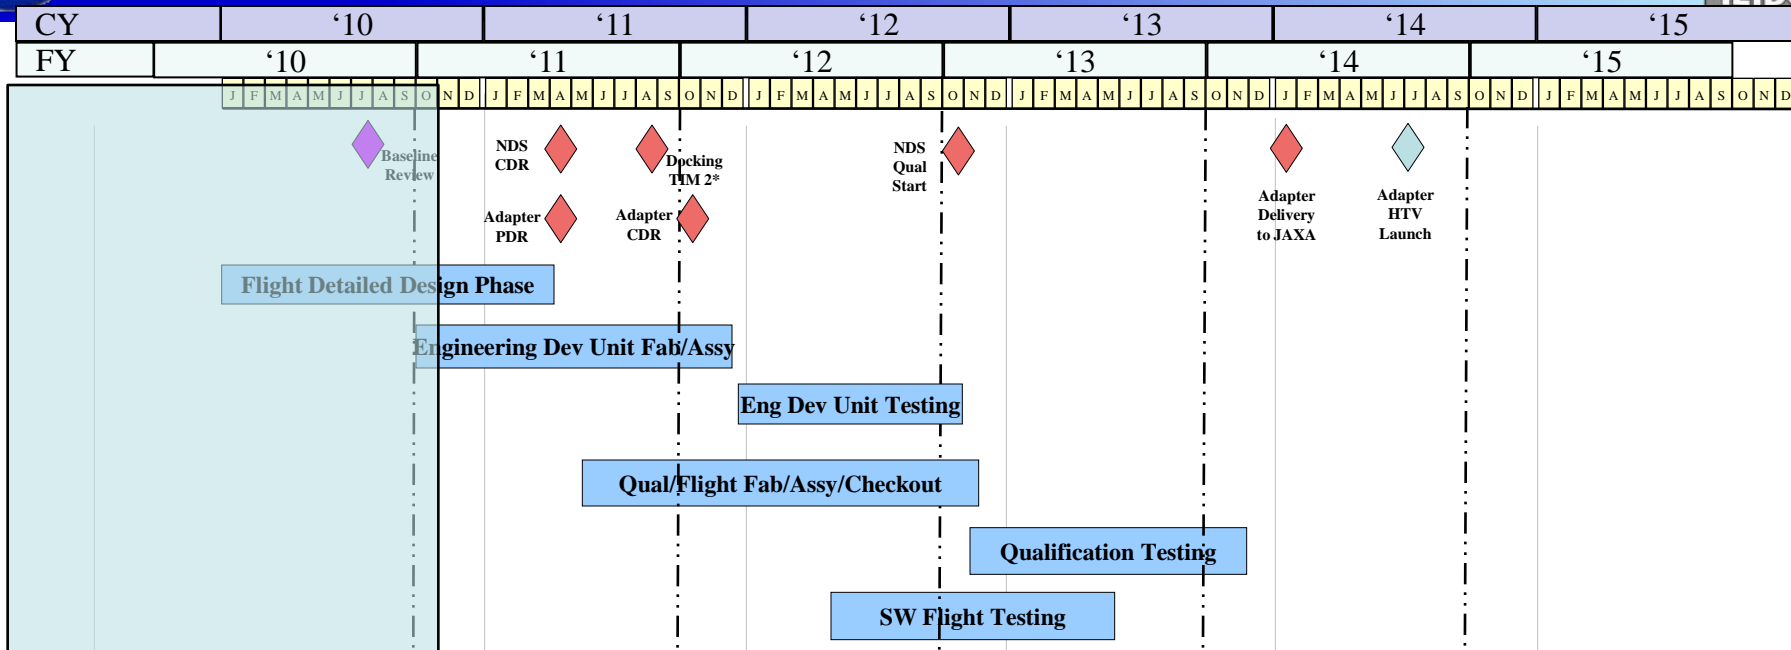 CY ‘10 ‘11 ‘12 ‘13 ‘14 ‘15
FY ‘10 ‘11 ‘12 ‘13 ‘14 ‘15
J F M A M J J A S O N D J F M A M J J A S O N D J F M A M J J A S O N D J F M A M J J A S O N D J F M A M J J A S O N D J F M A M J J A S O N D
Baseline
Review
NDS
CDR
Docking
TIM 2*
NDS
Qual
Start
Adapter
PDR
Adapter
CDR
Adapter
Delivery
to JAXA
Adapter
HTV
Launch
Flight Detailed Design Phase
Engineering Dev Unit Fab/Assy
Eng Dev Unit Testing
Qual/Flight Fab/Assy/Checkout
Qualification Testing
SW Flight Testing